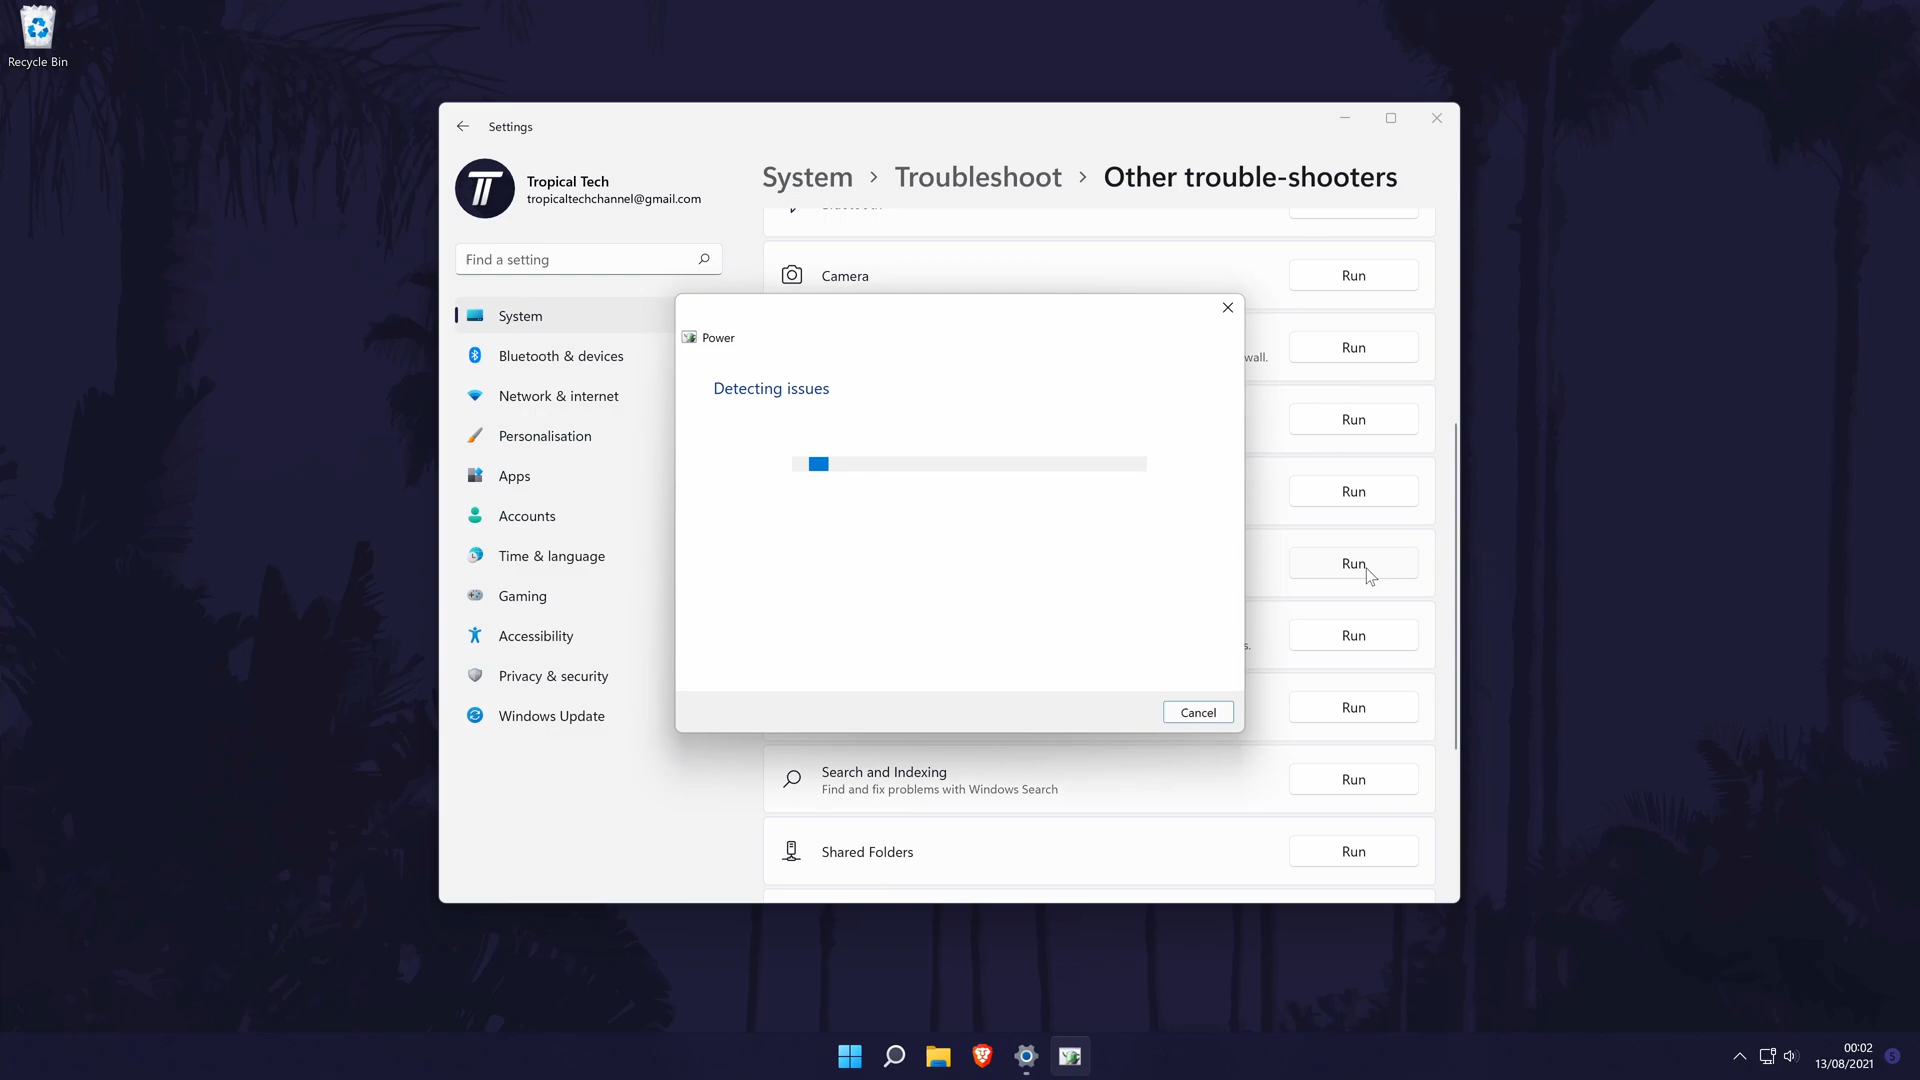 Recycle Bin
Settings
Tropical Tech
tropicaltechchannel@gmail.com
Find a setting
System
Bluetooth & devices
Network & internet
Personalisation
Apps
Accounts
Time & language
Gaming
Accessibility
Privacy & security
Windows Update
System > Troubleshoot > Other trouble-shooters
Camera
Run
wall.
Run
Run
Run
Run
s.
Run
Run
Search and Indexing
Find and fix problems with Windows Search
Run
Shared Folders
Run
Power
Detecting issues
Cancel
00:02
13/08/2021
5